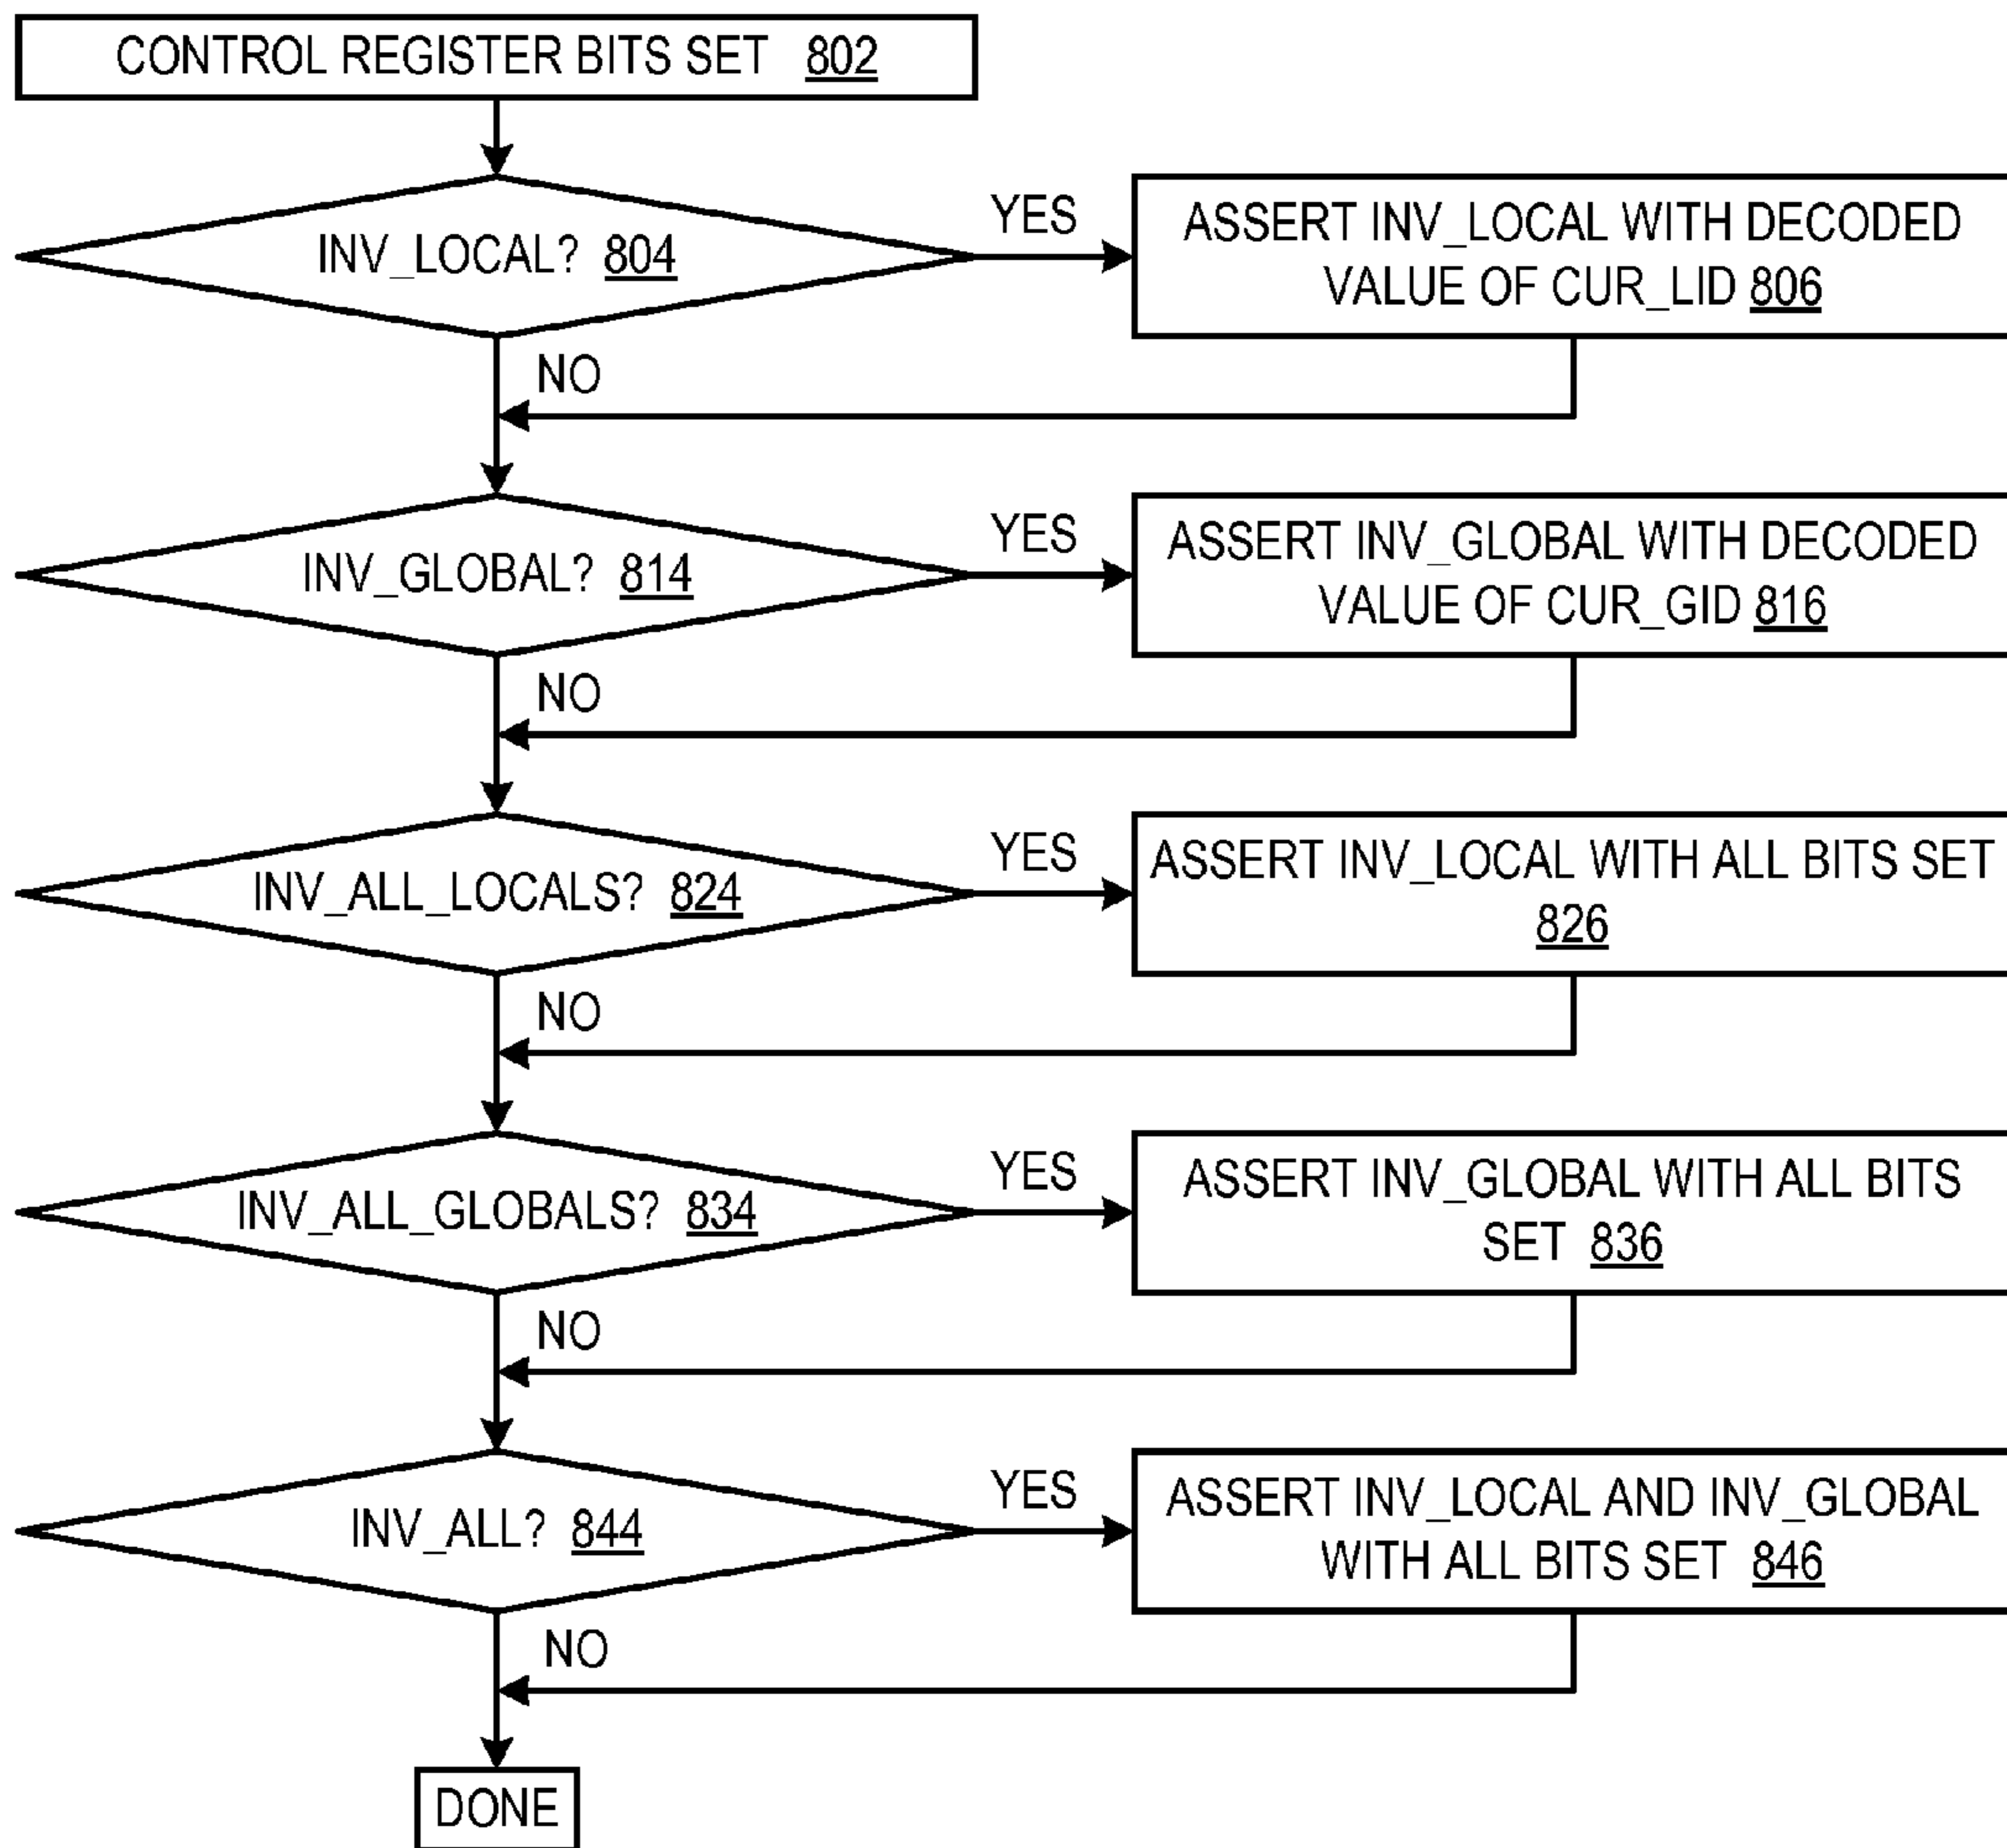 CONTROL REGISTER BITS SET 802
INV_LOCAL? 804
YES
ASSERT INV_LOCAL WITH DECODED
VALUE OF CUR_LID 806
NO
INV_GLOBAL? 814
YES
ASSERT INV_GLOBAL WITH DECODED
VALUE OF CUR_GID 816
NO
INV_ALL_LOCALS? 824
YES
ASSERT INV_LOCAL WITH ALL BITS SET
826
NO
INV_ALL_GLOBALS? 834
YES
ASSERT INV_GLOBAL WITH ALL BITS
SET 836
NO
INV_ALL? 844
YES
ASSERT INV_LOCAL AND INV_GLOBAL
WITH ALL BITS SET 846
NO
DONE